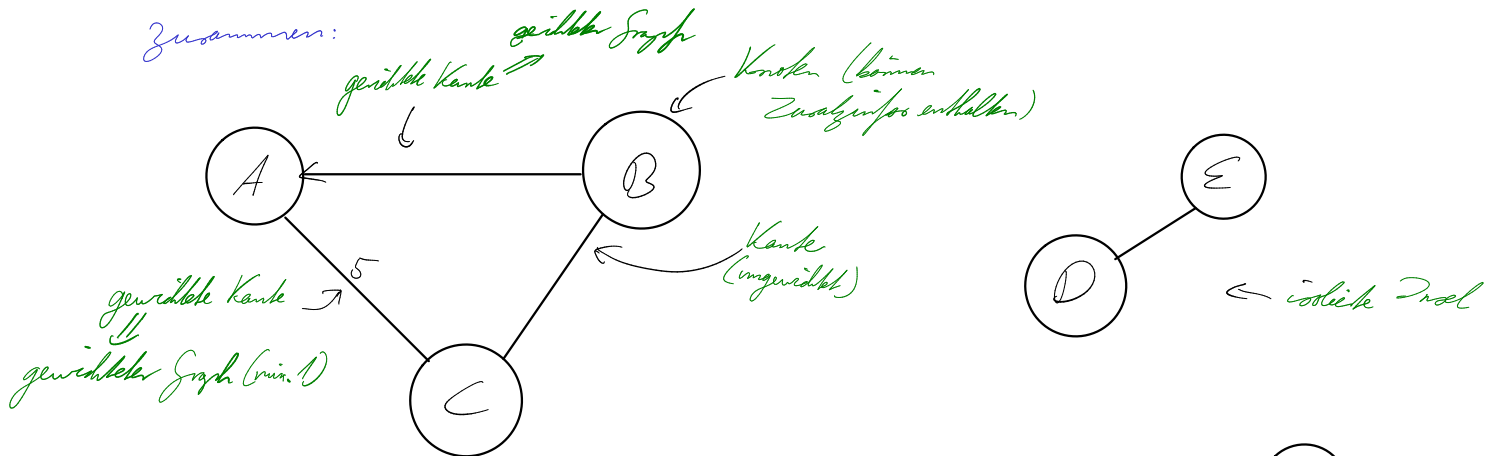 Zusammen:
gerichteter Graph
gerichtete Kante
Knoten (können
Zusatzinfos enthalten)
A
B
E
Kante
(ungerichtet)
5
D
gewichtete Kante
isolierte Insel
gewichteter Graph (min. 1)
C